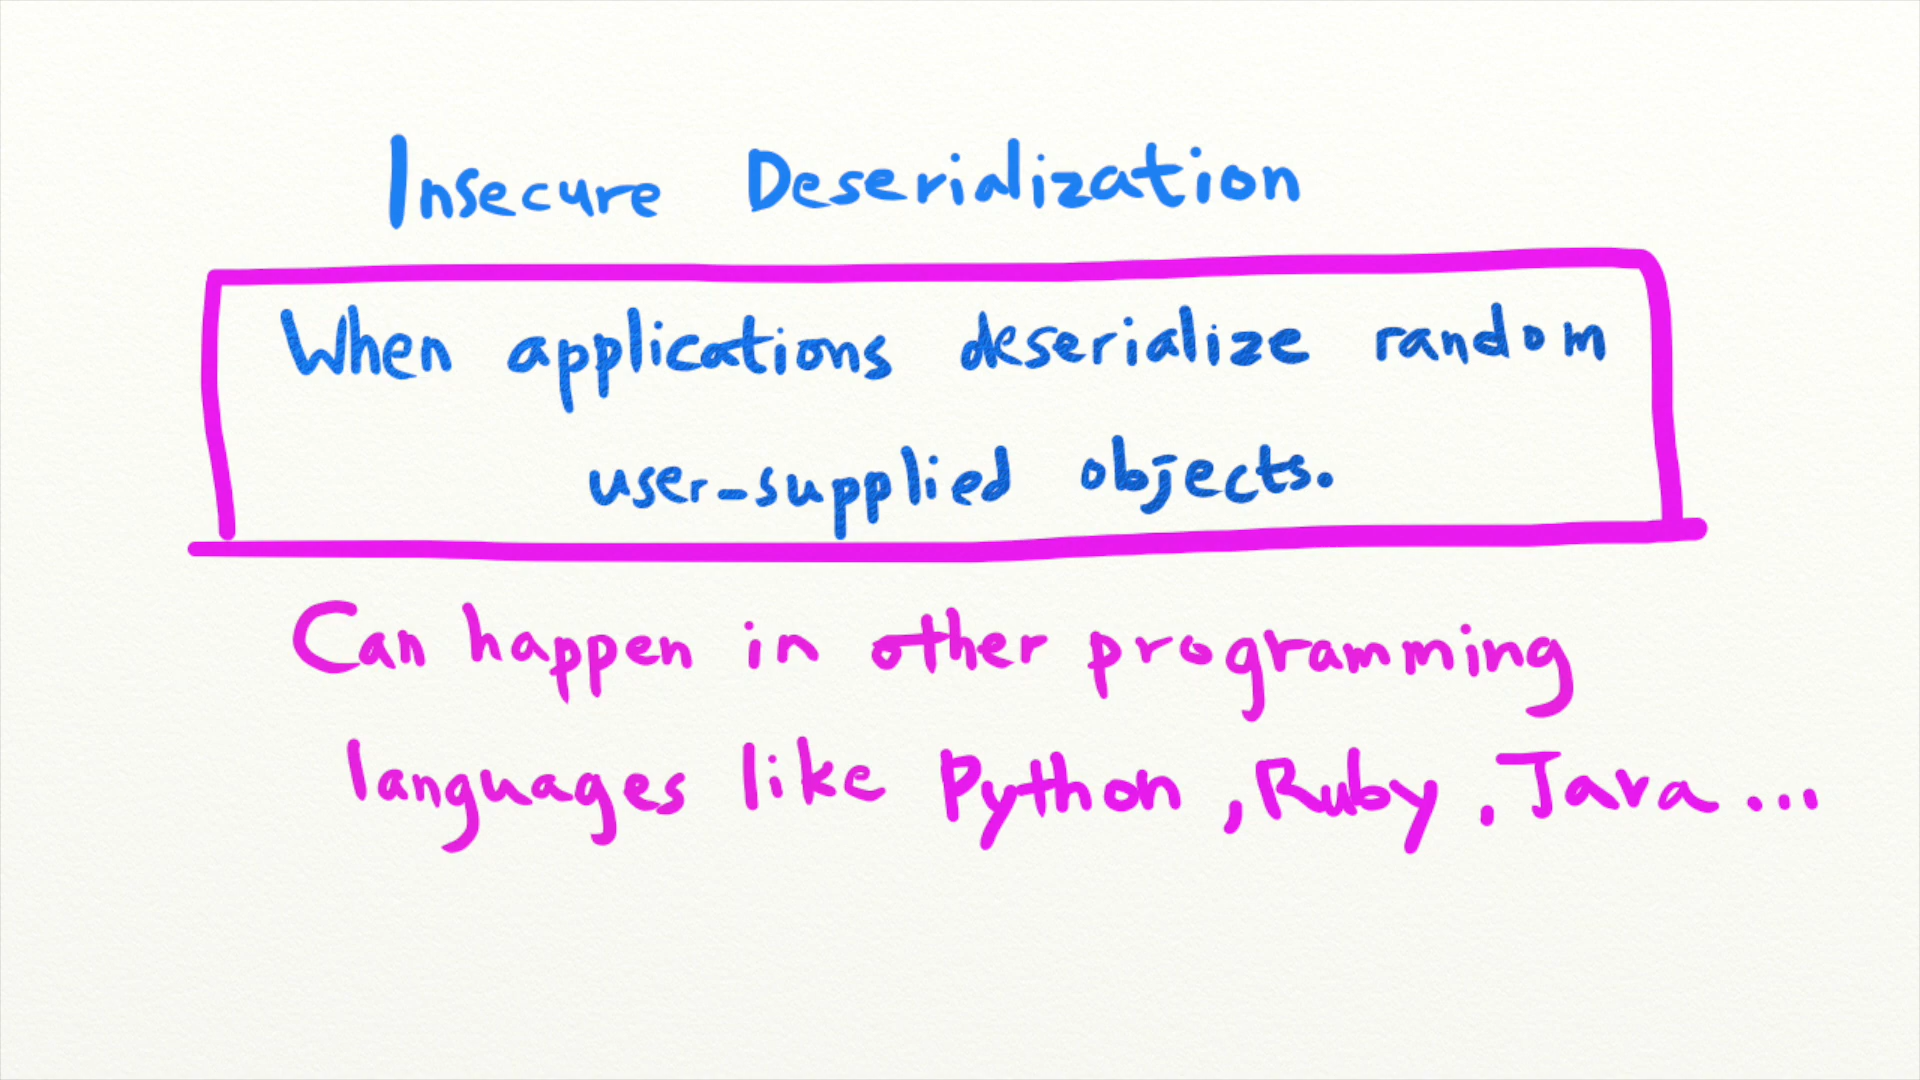 Insecure Deserialization
When applications deserialize random
user-supplied objects.
Can happen in other programming
languages like Python, Ruby, Java...